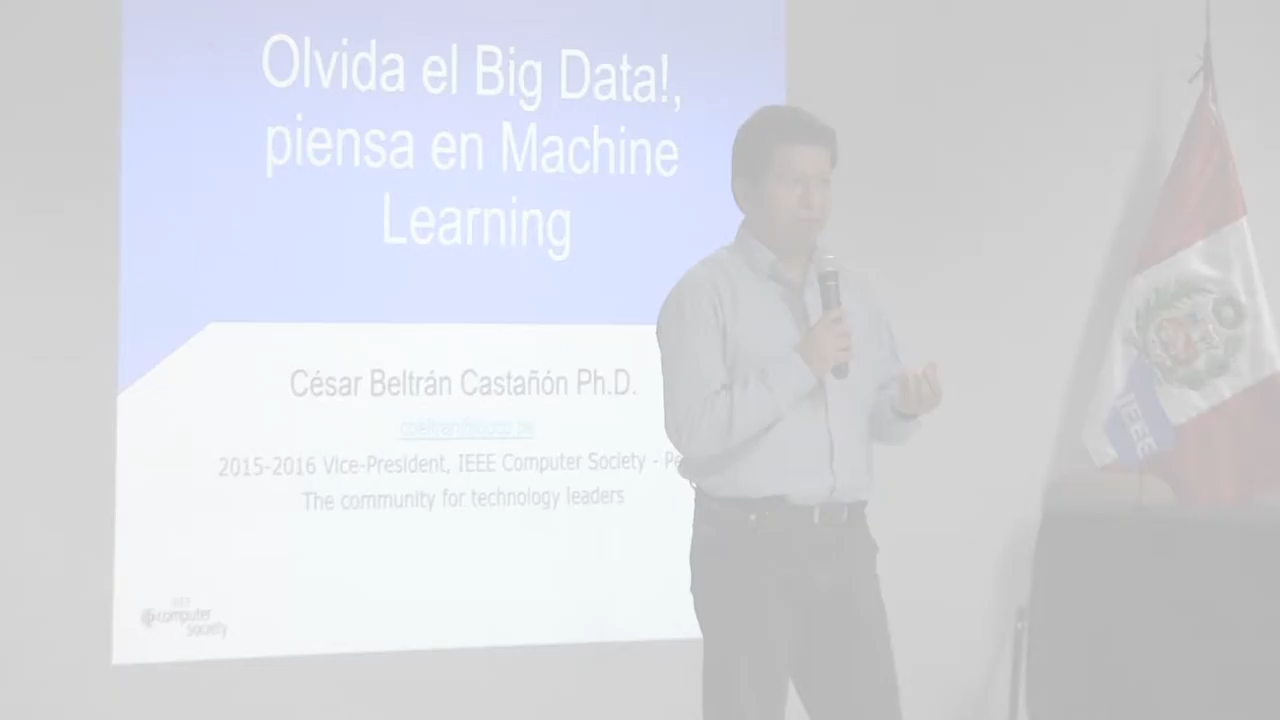 Olvida el Big Data!,
piensa en Machine
Learning
César Beltrán Castañón Ph.D.
2015-2016 Vice-President, IEEE Computer Society - Pe
The community for technology leaders
IEEE
computer
society
IEEE